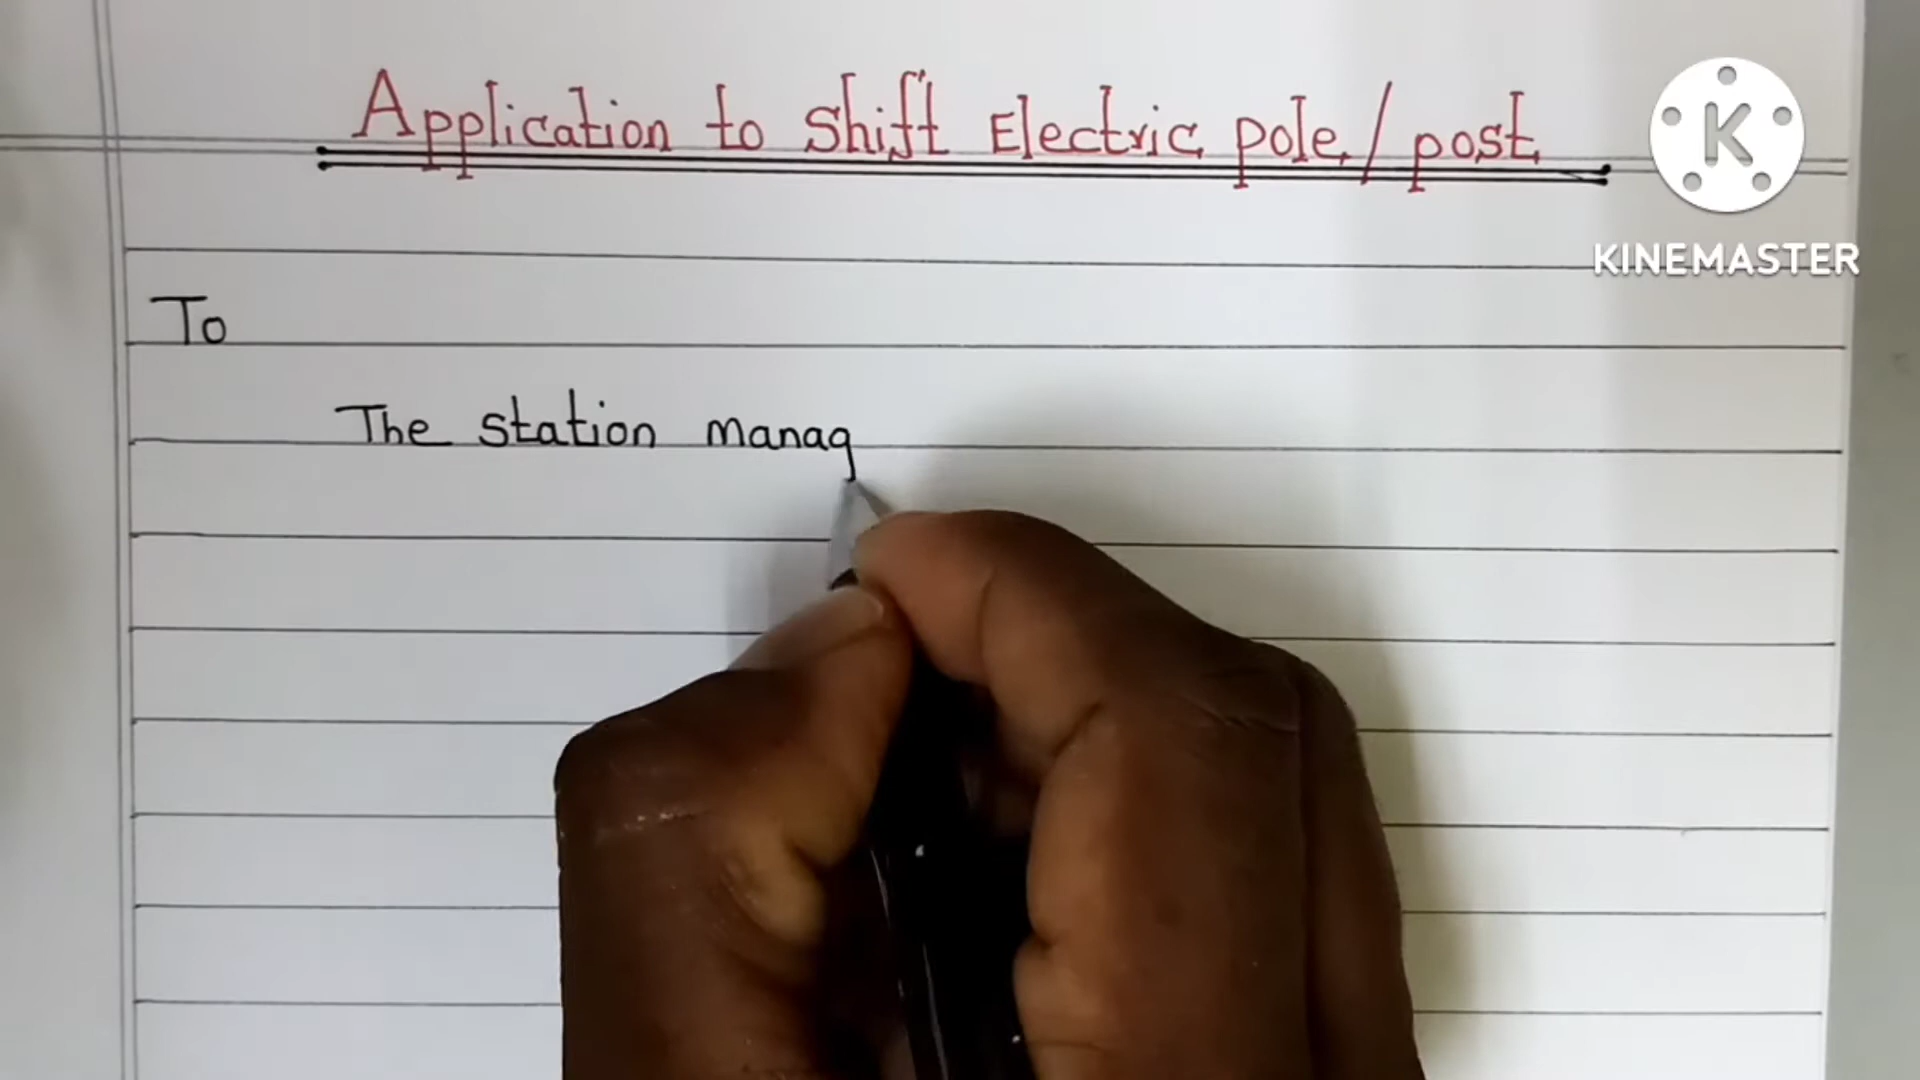 Application to Shift Electric pole/post
KINEMASTER
To
The station manag